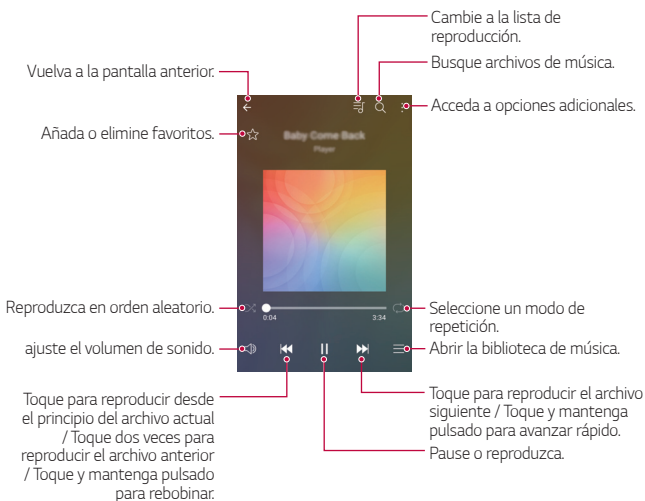 Cambie a la lista de
reproducción.
Vuelva a la pantalla anterior.
Busque archivos de música.
Acceda a opciones adicionales.
Añada o elimine favoritos.
Baby Come Back
Player
Reproduzca en orden aleatorio.
0:04
3:34
Seleccione un modo de
repetición.
ajuste el volumen de sonido.
Abrir la biblioteca de música.
Toque para reproducir desde
el principio del archivo actual
/ Toque dos veces para
reproducir el archivo anterior
/ Toque y mantenga pulsado
para rebobinar.
Toque para reproducir el archivo
siguiente / Toque y mantenga
pulsado para avanzar rápido.
Pause o reproduzca.